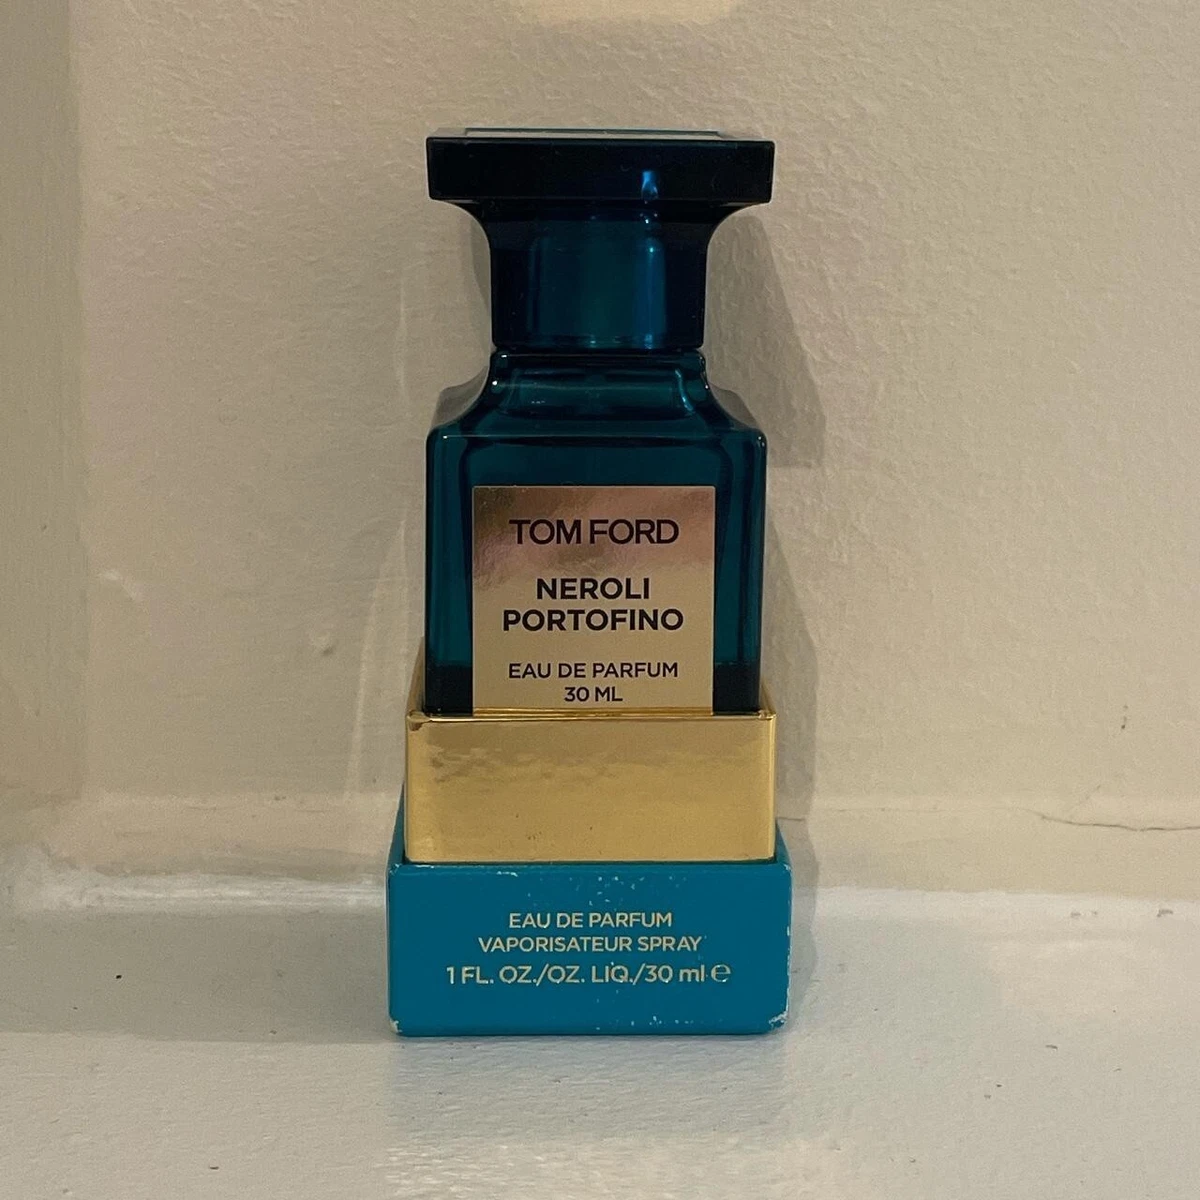 TOM FORD
NEROLI
PORTOFINO
EAU DE PARFUM
30 ML
EAU DE PARFUM
VAPORISATEUR SPRAY
1 FL. OZ./OZ. LIQ./30 ml ℮